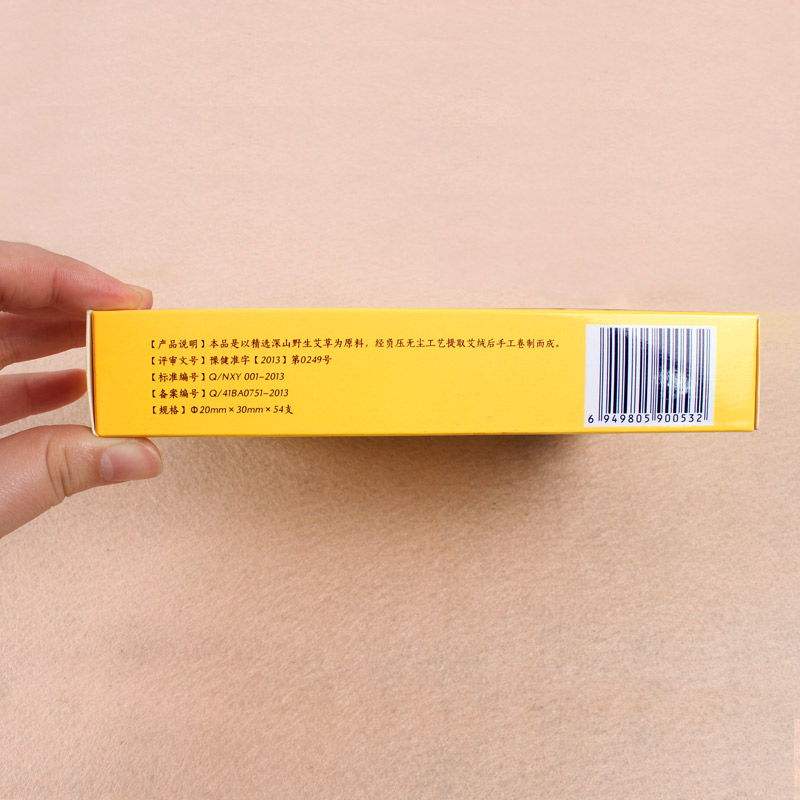 【产品说明】本品是以精选深山野生艾草为原料，经负压无尘工艺提取艾绒后手工卷制而成。
【评审文号】豫健准字【2013】第0249号
【标准编号】Q/NXY 001-2013
【备案编号】Q/41BA0751-2013
【规格】Φ20mm×30mm×54支
6 949805 900532